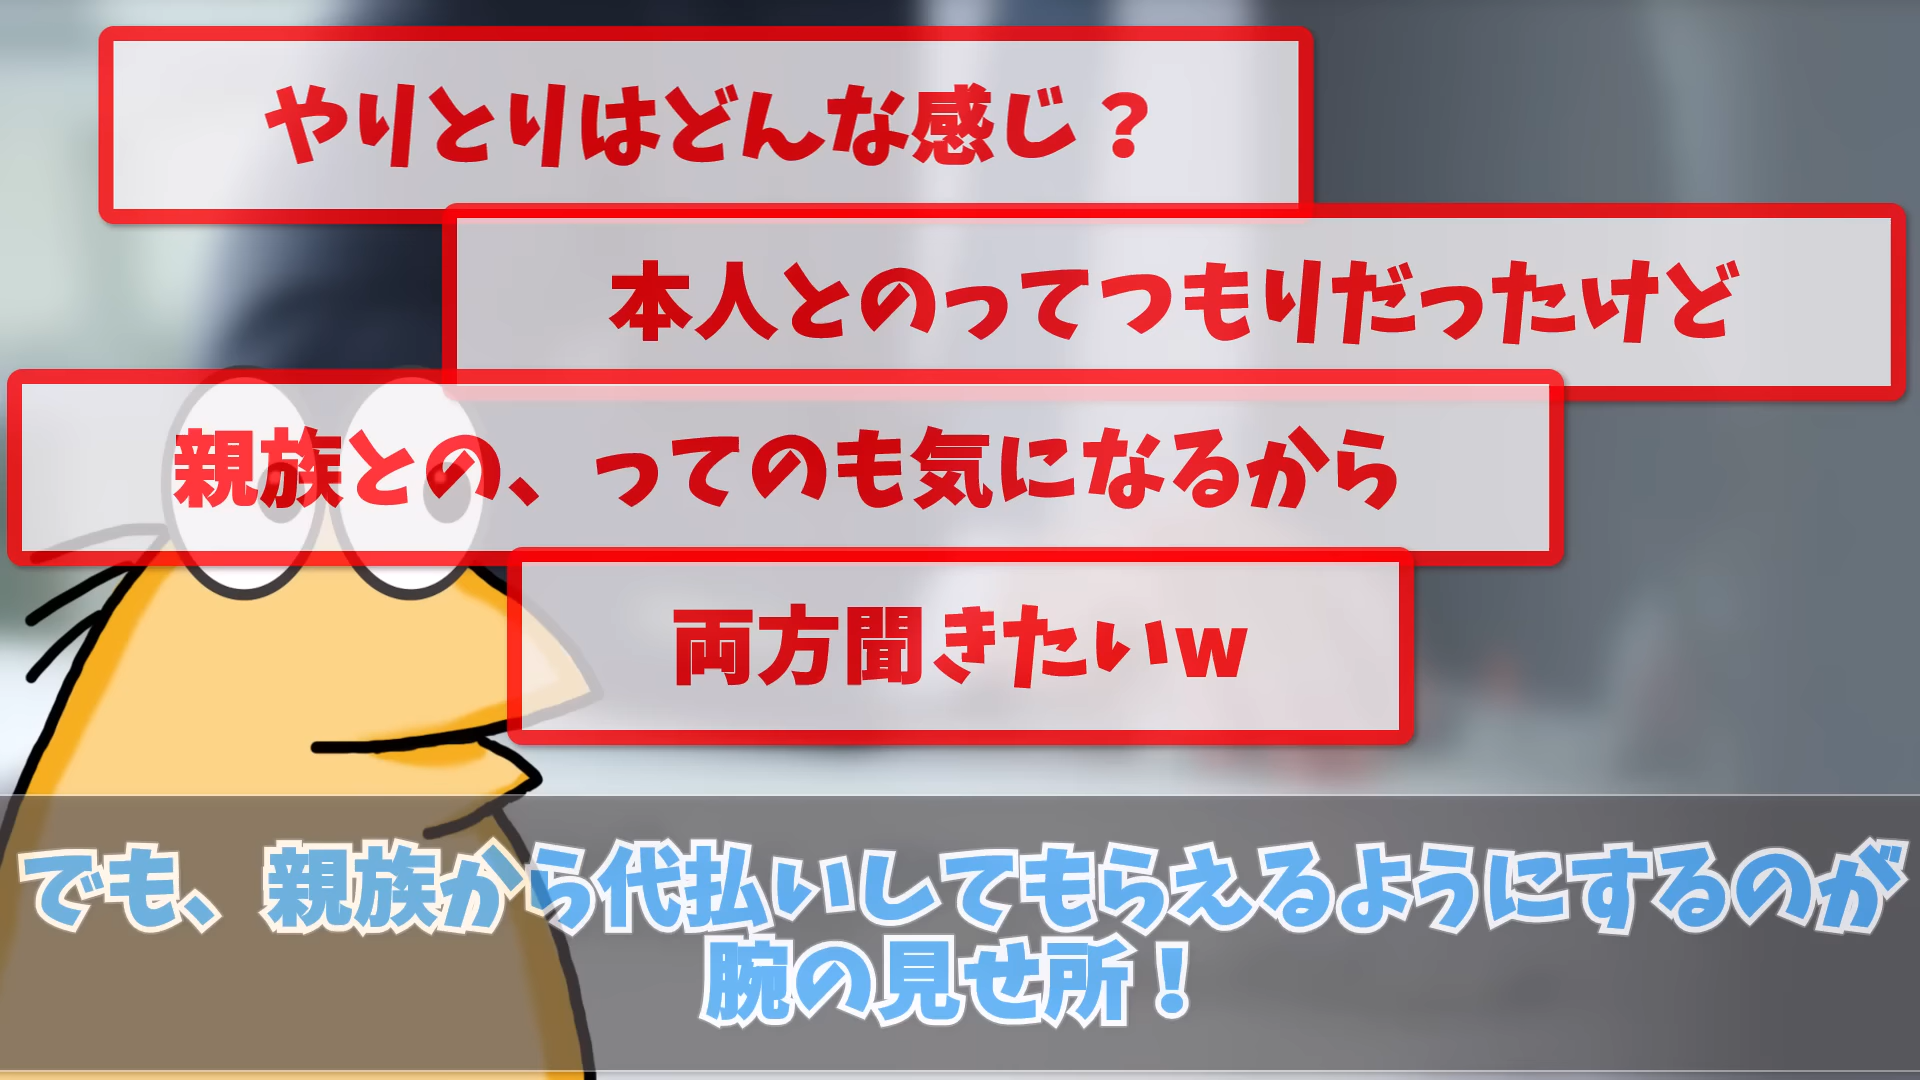 やりとりはどんな感じ？
本人とのってつもりだったけど
親族との、ってのも気になるから
両方聞きたいw
でも、親族から代払いしてもらえるようにするのが
腕の見せ所！